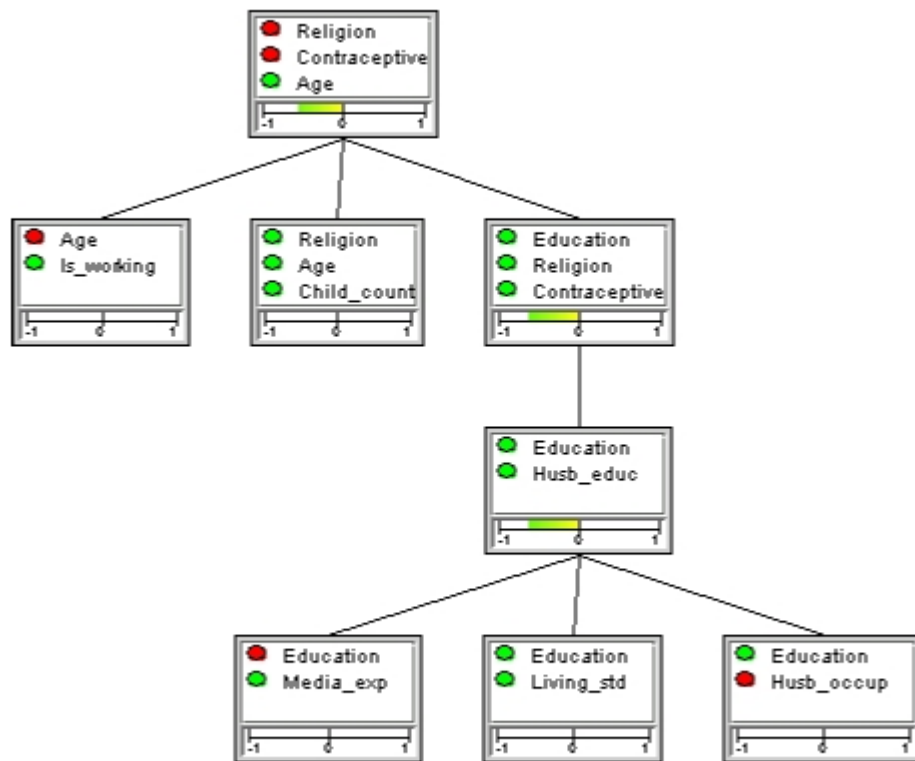 Religion
Contraceptive
Age
-1 0 1
Age
Is_working
-1 0 1
Religion
Age
Child_count
-1 0 1
Education
Religion
Contraceptive
-1 0 1
Education
Husb_educ
-1 0 1
Education
Media_exp
-1 0 1
Education
Living_std
-1 0 1
Education
Husb_occup
-1 0 1